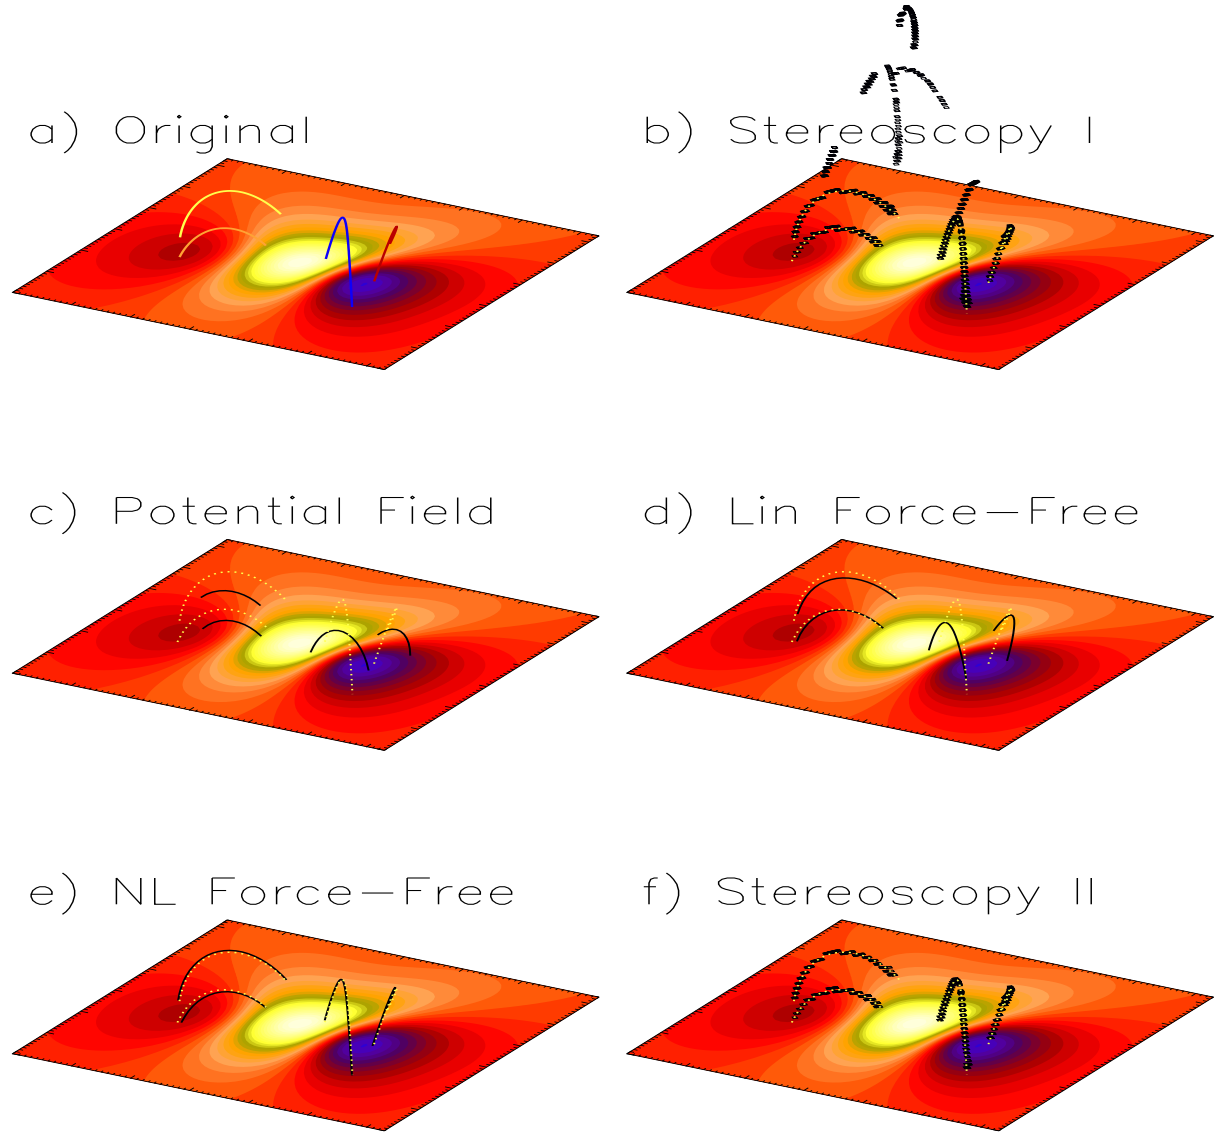 a) Original
b) Stereoscopy I
c) Potential Field
d) Lin Force−Free
e) NL Force−Free
f) Stereoscopy II